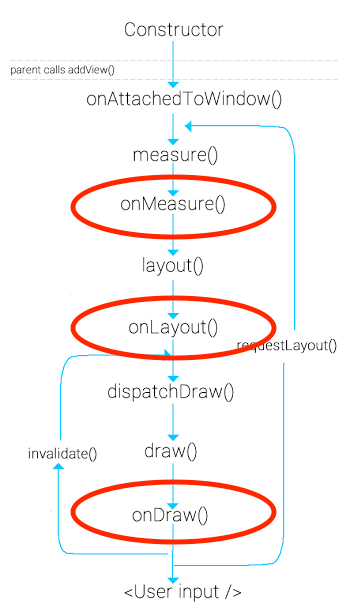 Constructor
parent calls addView()
onAttachedToWindow()
measure()
onMeasure()
layout()
onLayout()
requestLayout()
dispatchDraw()
draw()
invalidate()
onDraw()
<User input />